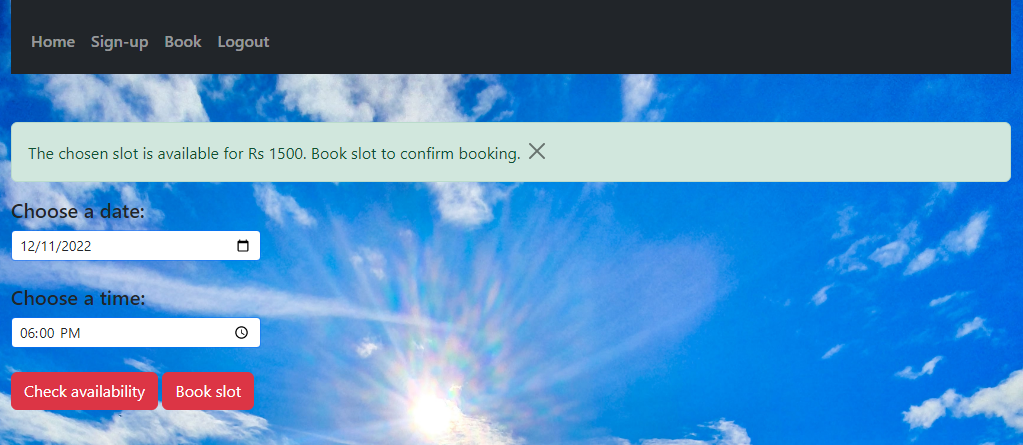 Home Sign-up Book Logout
The chosen slot is available for Rs 1500. Book slot to confirm booking.
Choose a date:
12/11/2022
Choose a time:
06:00 PM
Check availability Book slot